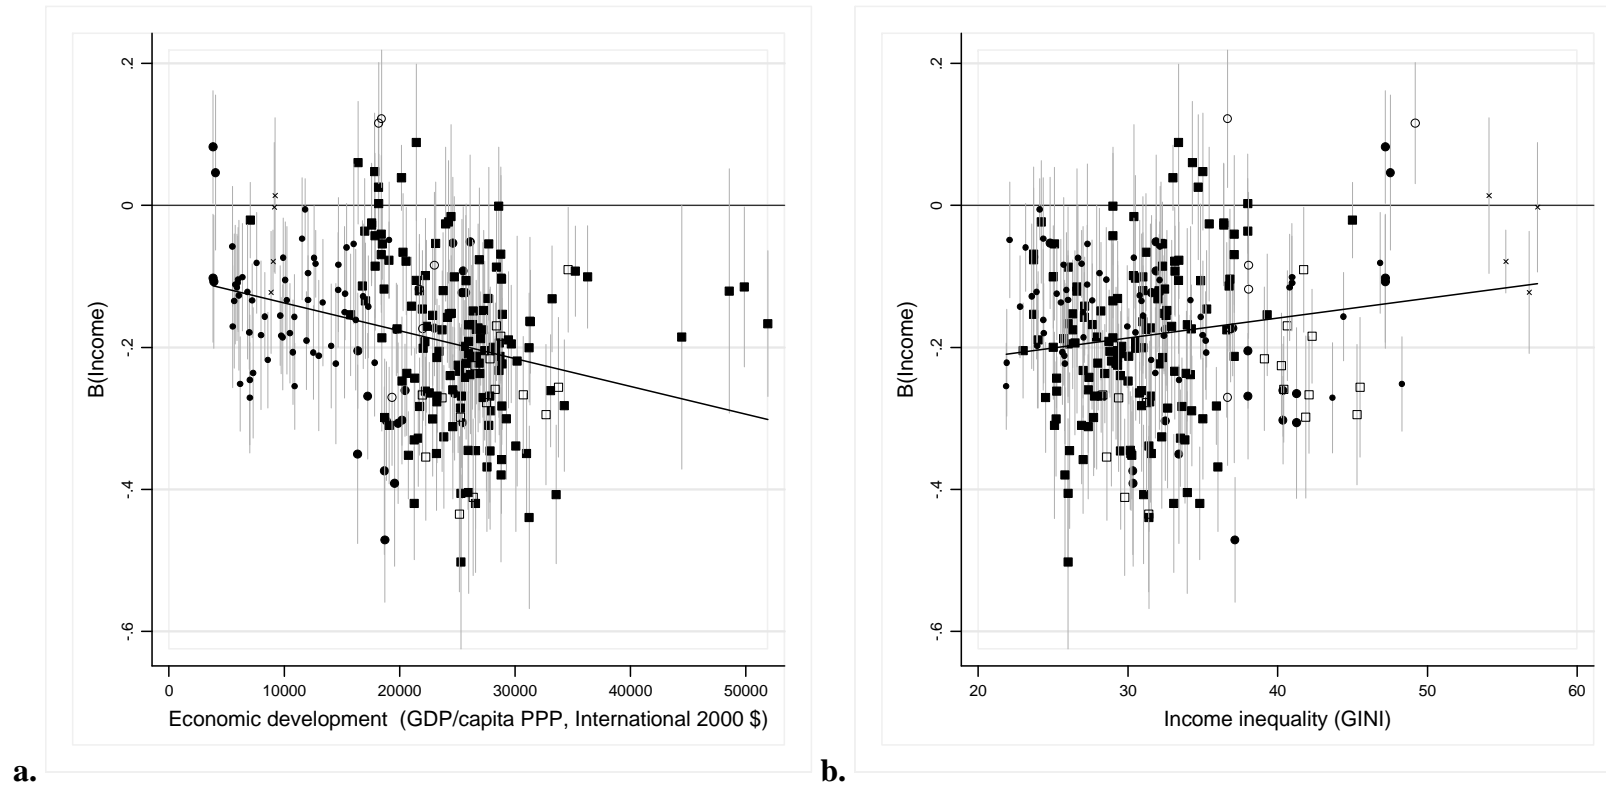 .2
0
-.2
-.4
-.6
B(Income)
0 10000 20000 30000 40000 50000
Economic development (GDP/capita PPP, International 2000 $)
a.
.2
0
-.2
-.4
-.6
B(Income)
20 30 40 50 60
Income inequality (GINI)
b.